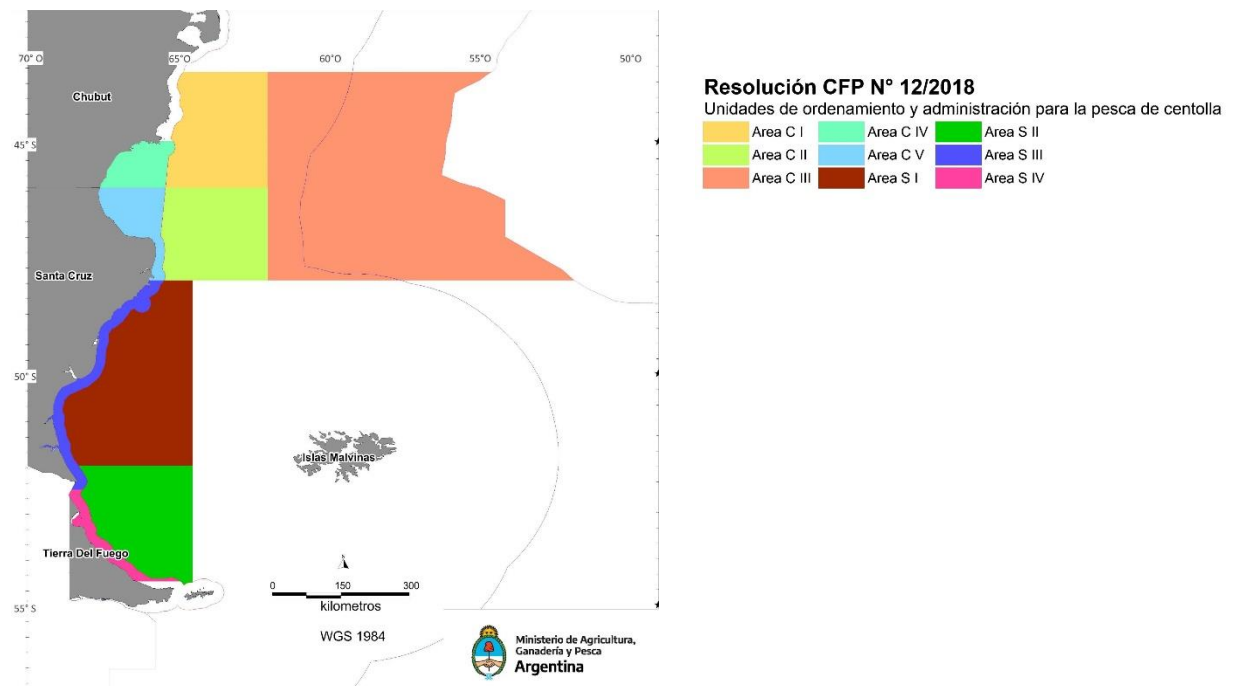 70° O
65°O
60°O
55°O
50°O
Chubut
45° S
Santa Cruz
50° S
Islas Malvinas
Tierra Del Fuego
55° S
0 150 300
kilometros
WGS 1984
Ministerio de Agricultura,
Ganadería y Pesca
Argentina
Resolución CFP N° 12/2018
Unidades de ordenamiento y administración para la pesca de centolla
Area C I
Area C IV
Area S II
Area C II
Area C V
Area S III
Area C III
Area S I
Area S IV